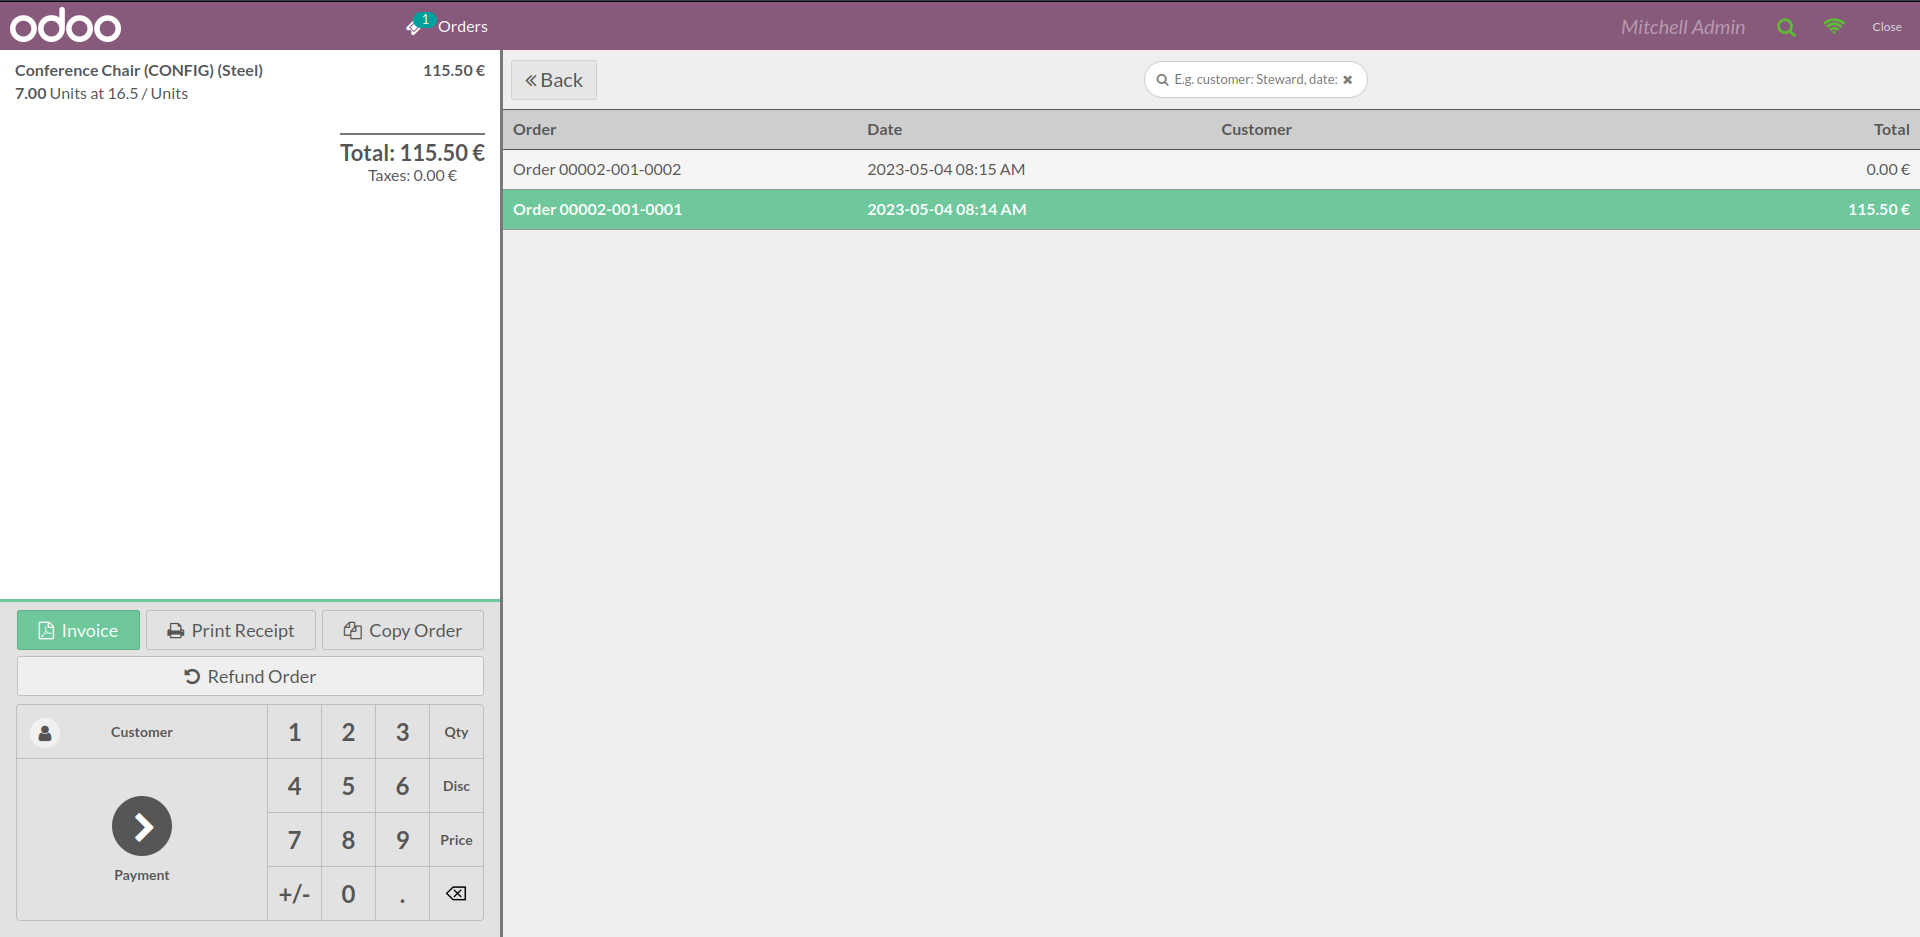 odoo
1
Orders
Mitchell Admin
Close
Conference Chair (CONFIG) (Steel) 115.50 €
7.00 Units at 16.5 / Units
Total: 115.50 €
Taxes: 0.00 €
Invoice
Print Receipt
Copy Order
Refund Order
Customer
Payment
1 2 3 Qty
4 5 6 Disc
7 8 9 Price
+/- 0 .
Back
E.g. customer: Steward, date:
Order Date Customer Total
Order 00002-001-0002 2023-05-04 08:15 AM 0.00 €
Order 00002-001-0001 2023-05-04 08:14 AM 115.50 €